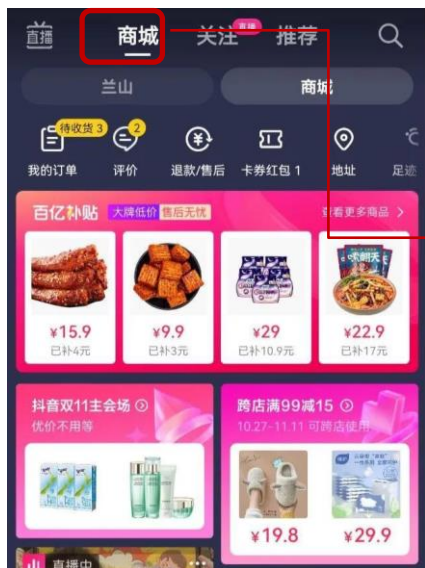 直播 商城 关注 直播 推荐
兰山 商城
待收货 3 2
我的订单 评价 退款/售后 卡券红包 1 地址 足迹
百亿补贴 大牌低价 售后无忧 查看更多商品 >
¥15.9 ¥9.9 ¥29 ¥22.9
已补4元 已补3元 已补10.9元 已补17元
抖音双11主会场
优价不用等
跨店满99减15
10.27-11.11 可跨店使用
¥19.8 ¥29.9
直播中